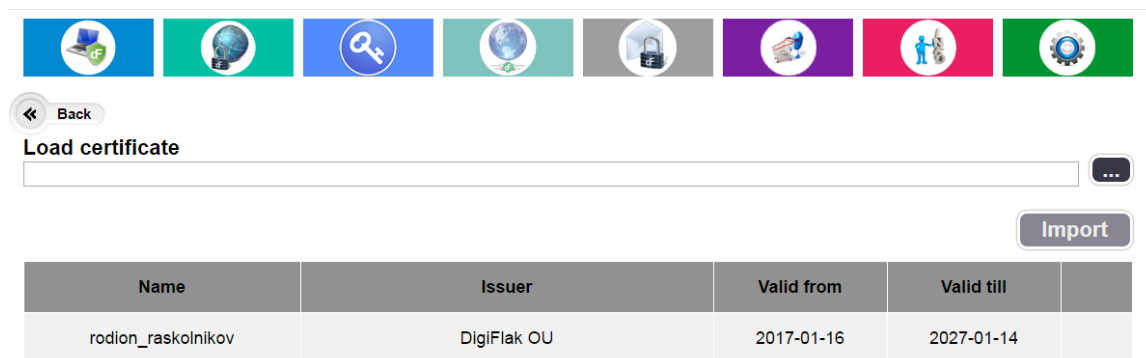 Back
Load certificate
...
Import
Name Issuer Valid from Valid till
rodion_raskolnikov DigiFlak OU 2017-01-16 2027-01-14